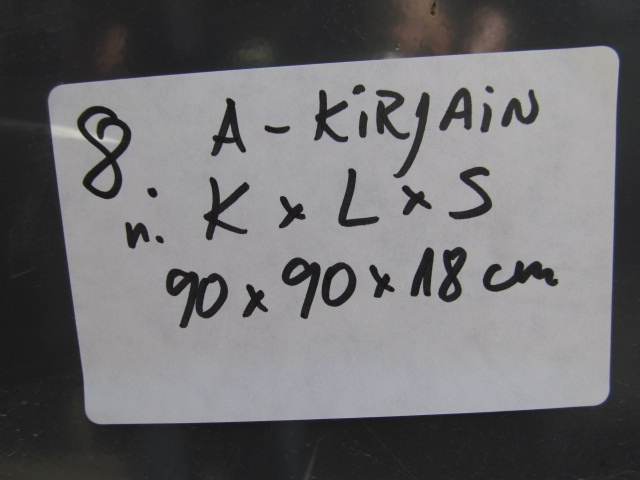 8. A - KiRJAiN
K x L x S
n. 90 x 90 x 18 cm